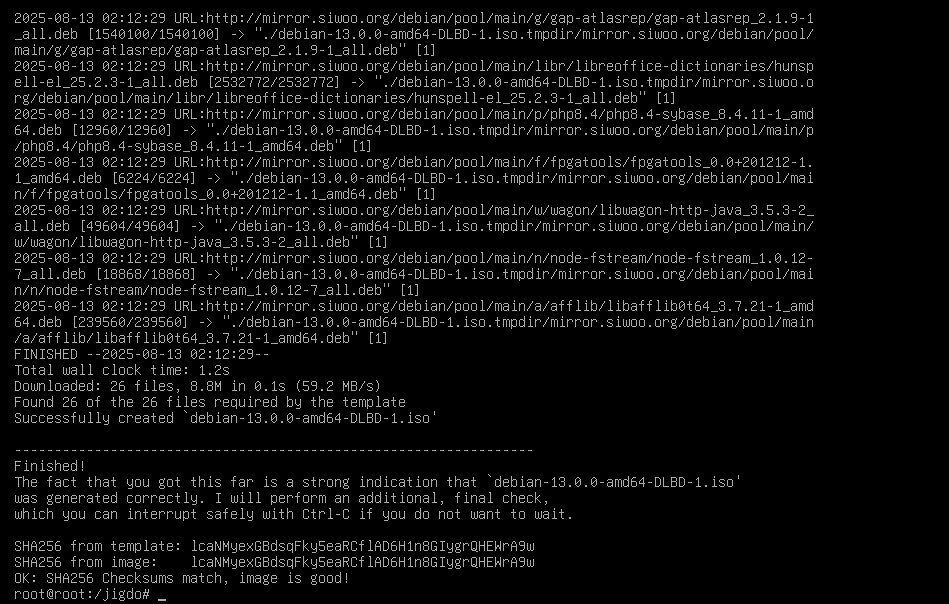 2025-08-13 02:12:29 URL:http://mirror.siwoo.org/debian/pool/main/g/gap-atlasrep/gap-atlasrep_2.1.9-1
_all.deb [1540100/1540100] -> "./debian-13.0.0-amd64-DLBD-1.iso.tmpdir/mirror.siwoo.org/debian/pool/
main/g/gap-atlasrep/gap-atlasrep_2.1.9-1_all.deb" [1]
2025-08-13 02:12:29 URL:http://mirror.siwoo.org/debian/pool/main/libr/libreoffice-dictionaries/hunsp
ell-el_25.2.3-1_all.deb [2532772/2532772] -> "./debian-13.0.0-amd64-DLBD-1.iso.tmpdir/mirror.siwoo.o
rg/debian/pool/main/libr/libreoffice-dictionaries/hunspell-el_25.2.3-1_all.deb" [1]
2025-08-13 02:12:29 URL:http://mirror.siwoo.org/debian/pool/main/p/php8.4/php8.4-sybase_8.4.11-1_amd
64.deb [12960/12960] -> "./debian-13.0.0-amd64-DLBD-1.iso.tmpdir/mirror.siwoo.org/debian/pool/main/p
/php8.4/php8.4-sybase_8.4.11-1_amd64.deb" [1]
2025-08-13 02:12:29 URL:http://mirror.siwoo.org/debian/pool/main/f/fpgatools/fpgatools_0.0+201212-1.
1_amd64.deb [6224/6224] -> "./debian-13.0.0-amd64-DLBD-1.iso.tmpdir/mirror.siwoo.org/debian/pool/mai
n/f/fpgatools/fpgatools_0.0+201212-1.1_amd64.deb" [1]
2025-08-13 02:12:29 URL:http://mirror.siwoo.org/debian/pool/main/w/wagon/libwagon-http-java_3.5.3-2_
all.deb [49604/49604] -> "./debian-13.0.0-amd64-DLBD-1.iso.tmpdir/mirror.siwoo.org/debian/pool/main/
w/wagon/libwagon-http-java_3.5.3-2_all.deb" [1]
2025-08-13 02:12:29 URL:http://mirror.siwoo.org/debian/pool/main/n/node-fstream/node-fstream_1.0.12-
7_all.deb [18868/18868] -> "./debian-13.0.0-amd64-DLBD-1.iso.tmpdir/mirror.siwoo.org/debian/pool/mai
n/n/node-fstream/node-fstream_1.0.12-7_all.deb" [1]
2025-08-13 02:12:29 URL:http://mirror.siwoo.org/debian/pool/main/a/afflib/libafflib0t64_3.7.21-1_amd
64.deb [239560/239560] -> "./debian-13.0.0-amd64-DLBD-1.iso.tmpdir/mirror.siwoo.org/debian/pool/main
/a/afflib/libafflib0t64_3.7.21-1_amd64.deb" [1]
FINISHED --2025-08-13 02:12:29--
Total wall clock time: 1.2s
Downloaded: 26 files, 8.8M in 0.1s (59.2 MB/s)
Found 26 of the 26 files required by the template
Successfully created `debian-13.0.0-amd64-DLBD-1.iso'
-----------------------------------------------------------------
Finished!
The fact that you got this far is a strong indication that `debian-13.0.0-amd64-DLBD-1.iso'
was generated correctly. I will perform an additional, final check,
which you can interrupt safely with Ctrl-C if you do not want to wait.
SHA256 from template: lcaNMyexGBdsqFky5eaRCflAD6H1n8GIygrQHEWrA9w
SHA256 from image:    lcaNMyexGBdsqFky5eaRCflAD6H1n8GIygrQHEWrA9w
OK: SHA256 Checksums match, image is good!
root@root:/jigdo# _